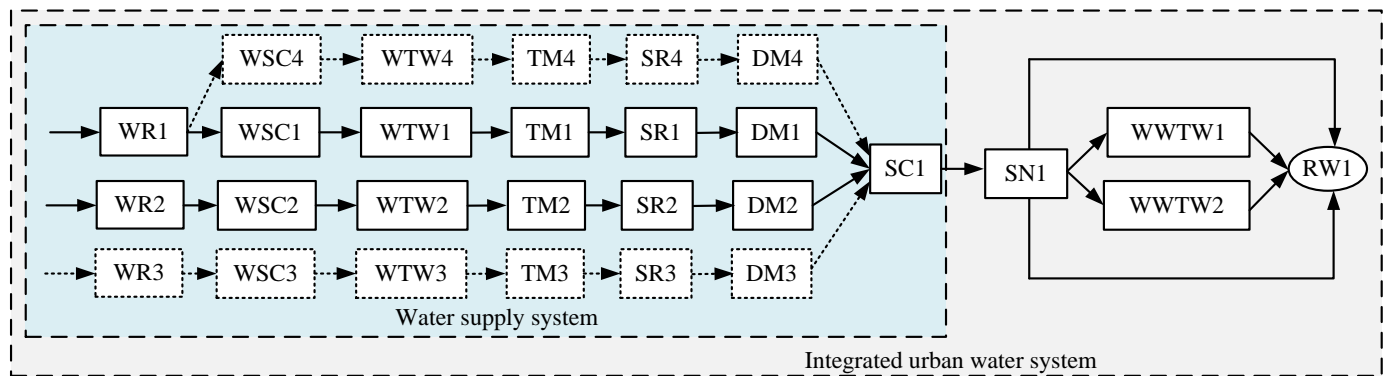 WSC4 WTW4 TM4 SR4 DM4
WR1 WSC1 WTW1 TM1 SR1 DM1
WWTW1
SC1 SN1 RW1
WR2 WSC2 WTW2 TM2 SR2 DM2
WWTW2
WR3 WSC3 WTW3 TM3 SR3 DM3
Water supply system
Integrated urban water system